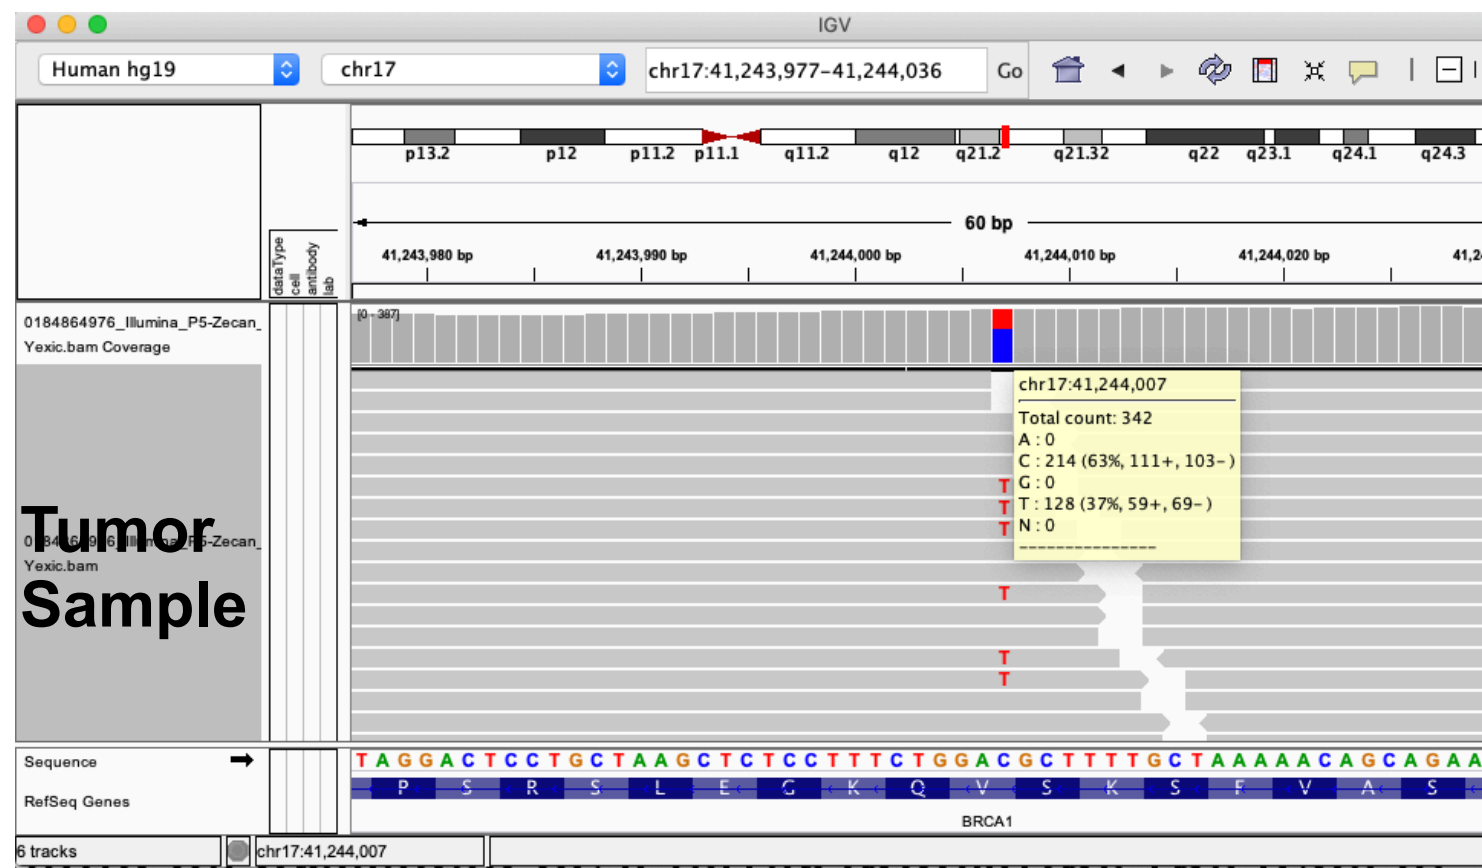 IGV
Human hg19 chr17 chr17:41,243,977-41,244,036 Go
p13.2 p12 p11.2 p11.1 q11.2 q12 q21.2 q21.32 q22 q23.1 q24.1 q24.3
60 bp
41,243,980 bp 41,243,990 bp 41,244,000 bp 41,244,010 bp 41,244,020 bp 41,2
dataType
cell
antibody
lab
0184864976_Illumina_P5-Zecan_
Yexic.bam Coverage
[0 - 387]
chr17:41,244,007
Total count: 342
A : 0
C : 214 (63%, 111+, 103- )
G : 0
T : 128 (37%, 59+, 69- )
N : 0
---------------
T
T
T
T
T
T
Tumor
Yexic.bam
Sample
Sequence T A G G A C T C C T G C T A A G C T C T C C T T T C T G G A C G C T T T T G C T A A A A A C A G C A G A A
RefSeq Genes P S R S L E G K Q V S K S F V A S
BRCA1
6 tracks chr17:41,244,007